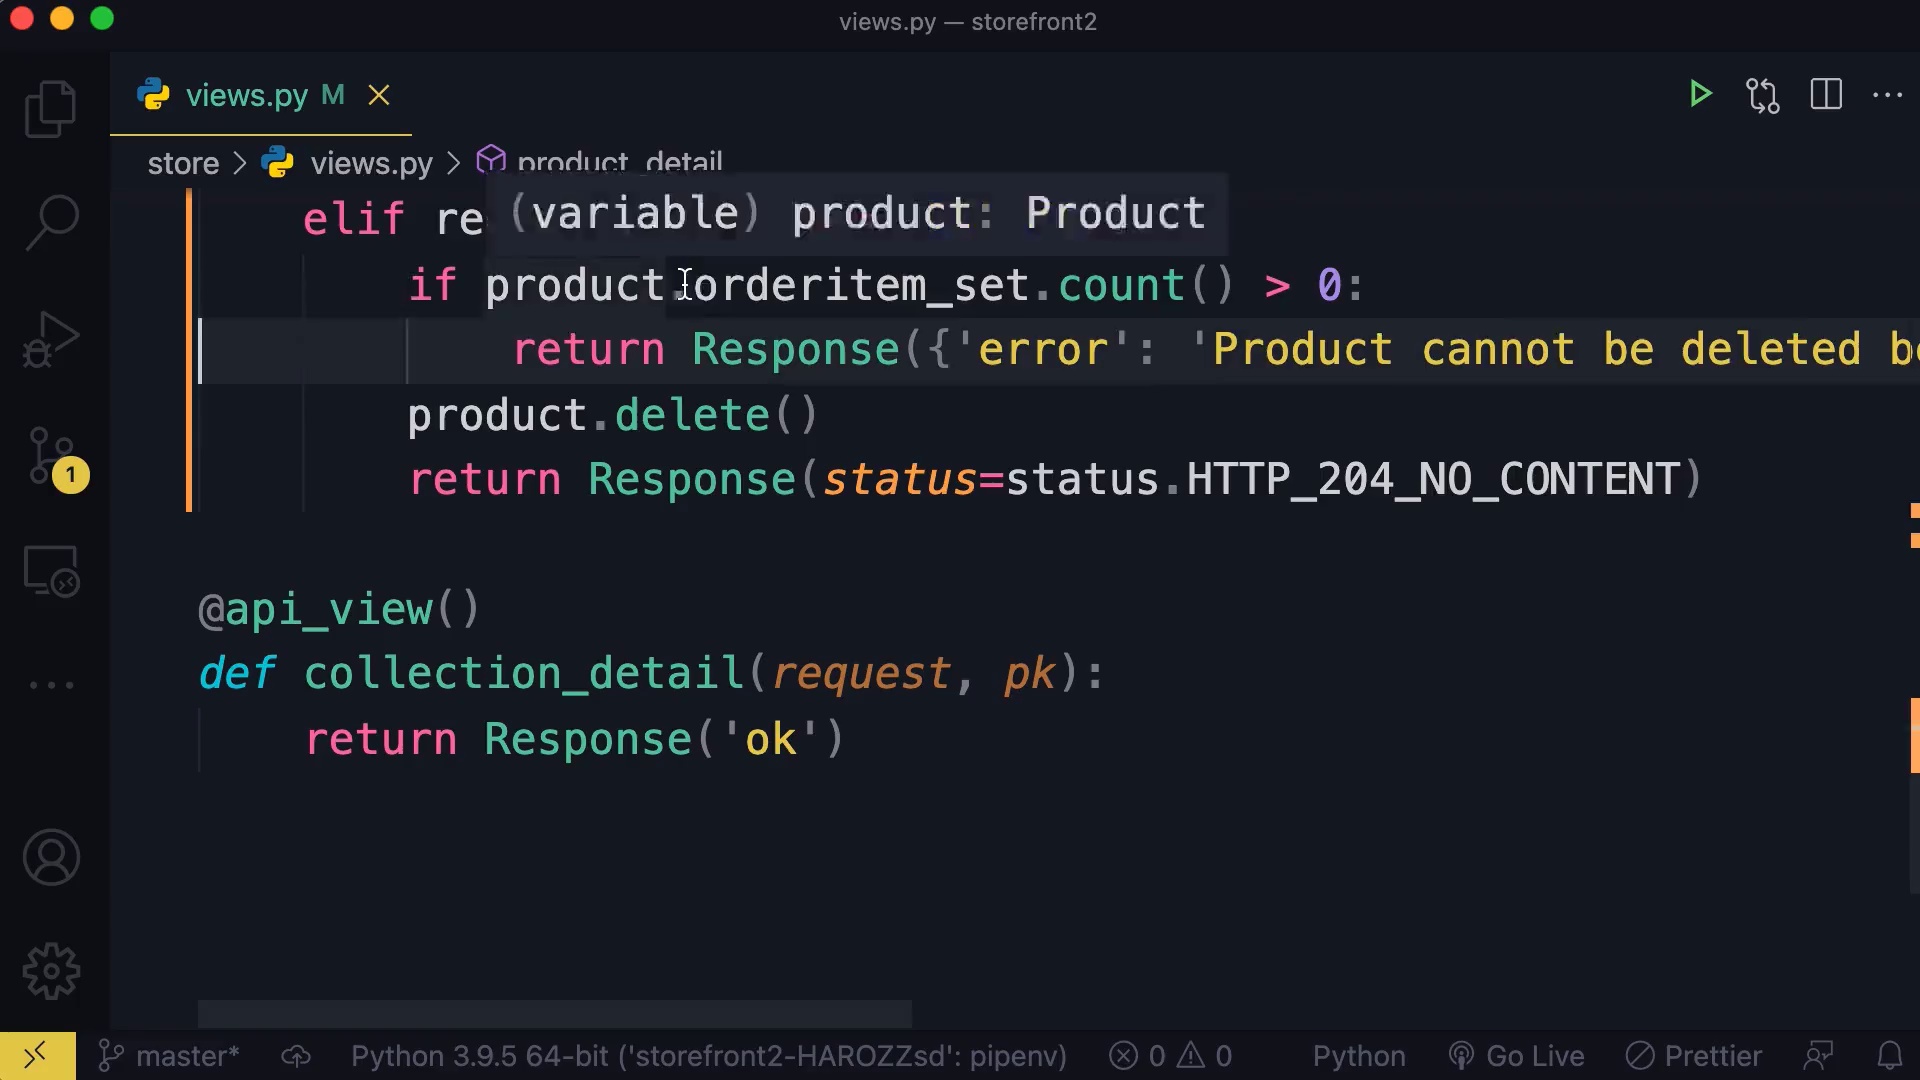 views.py — storefront2
views.py M
store > views.py > product_detail
(variable) product: Product
elif re
if product.orderitem_set.count() > 0:
return Response({'error': 'Product cannot be deleted be
product.delete()
return Response(status=status.HTTP_204_NO_CONTENT)
1
@api_view()
def collection_detail(request, pk):
return Response('ok')
master* Python 3.9.5 64-bit ('storefront2-HAROZZsd': pipenv) 0 0 Python Go Live Prettier